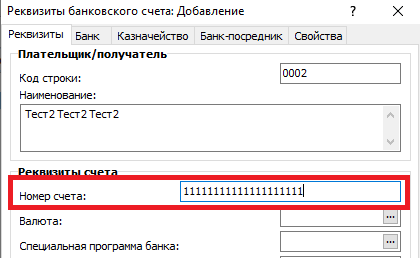 Реквизиты банковского счета: Добавление
Реквизиты Банк Казначейство Банк-посредник Свойства
Плательщик/получатель
Код строки: 0002
Наименование:
Тест2 Тест2 Тест2
Реквизиты счета
Номер счета: 11111111111111111111
Валюта: ...
Специальная программа банка: ...